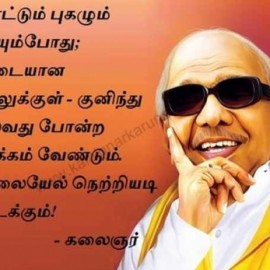 ட்டும் புகழும்
யும்போது;
டையான
லுக்குள் - குனிந்து
வது போன்ற
க்கம் வேண்டும்.
லையேல் நெற்றியடி
டக்கும்!
- கலைஞர்